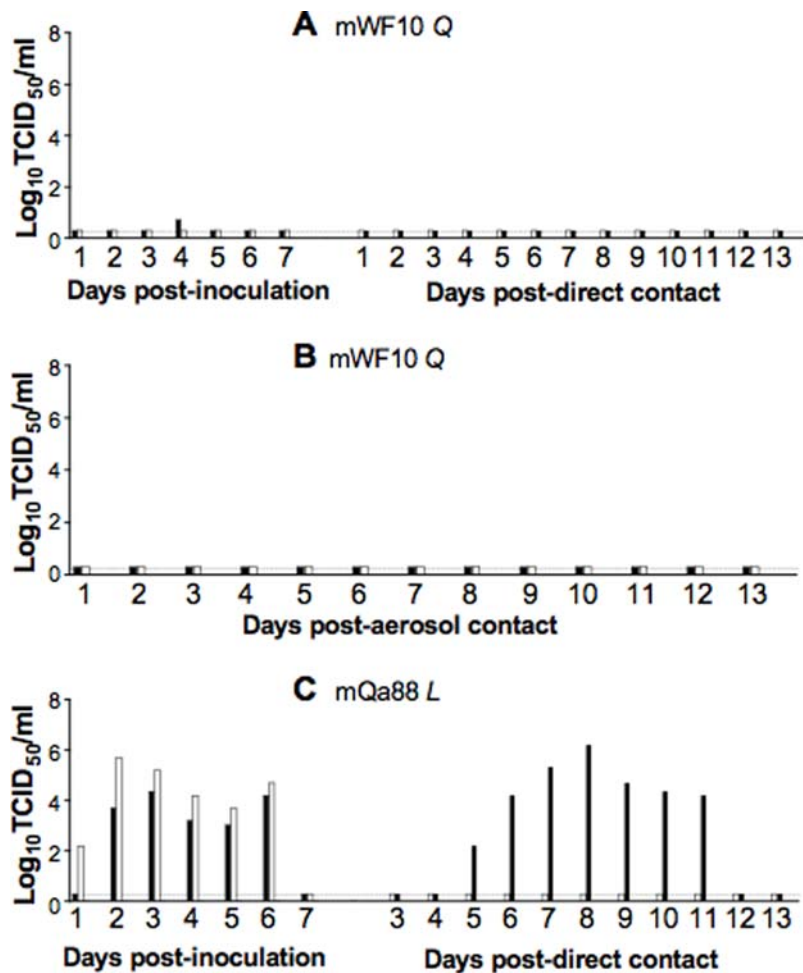 A mWF10 Q
Log10TCID50/ml
8
6
4
2
0
1 2 3 4 5 6 7 1 2 3 4 5 6 7 8 9 10 11 12 13
Days post-inoculation Days post-direct contact
B mWF10 Q
Log10TCID50/ml
8
6
4
2
0
1 2 3 4 5 6 7 8 9 10 11 12 13
Days post-aerosol contact
C mQa88 L
Log10TCID50/ml
8
6
4
2
0
1 2 3 4 5 6 7 3 4 5 6 7 8 9 10 11 12 13
Days post-inoculation Days post-direct contact